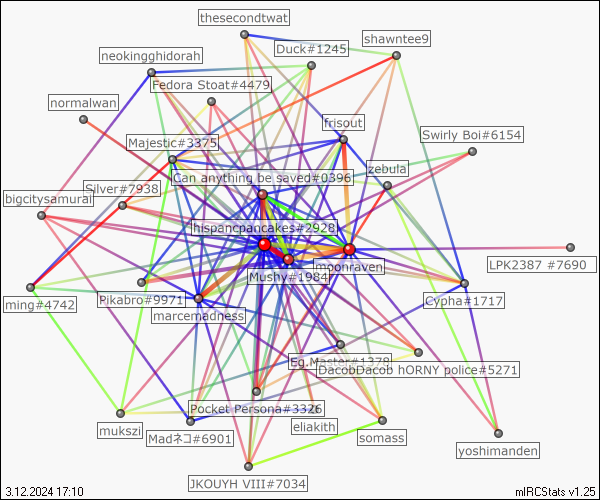 thesecondtwat
shawntee9
Duck#1245
neokingghidorah
Fedora Stoat#4479
normalwan
frisout
Swirly Boi#6154
Majestic#3375
zebula
Can anything be saved#0396
Silver#7938
bigcitysamurai
hispancpancakes#2928
LPK2387 #7690
moonraven
Mushy#1984
Pikabro#9971
ming#4742
Cypha#1717
marcemadness
Eg.Master#1378
DacobDacob hORNY police#5271
Pocket Persona#3326
eliakith
mukszi
Madネコ#6901
somass
yoshimanden
JKOUYH VIII#7034
3.12.2024 17:10
mIRCStats v1.25